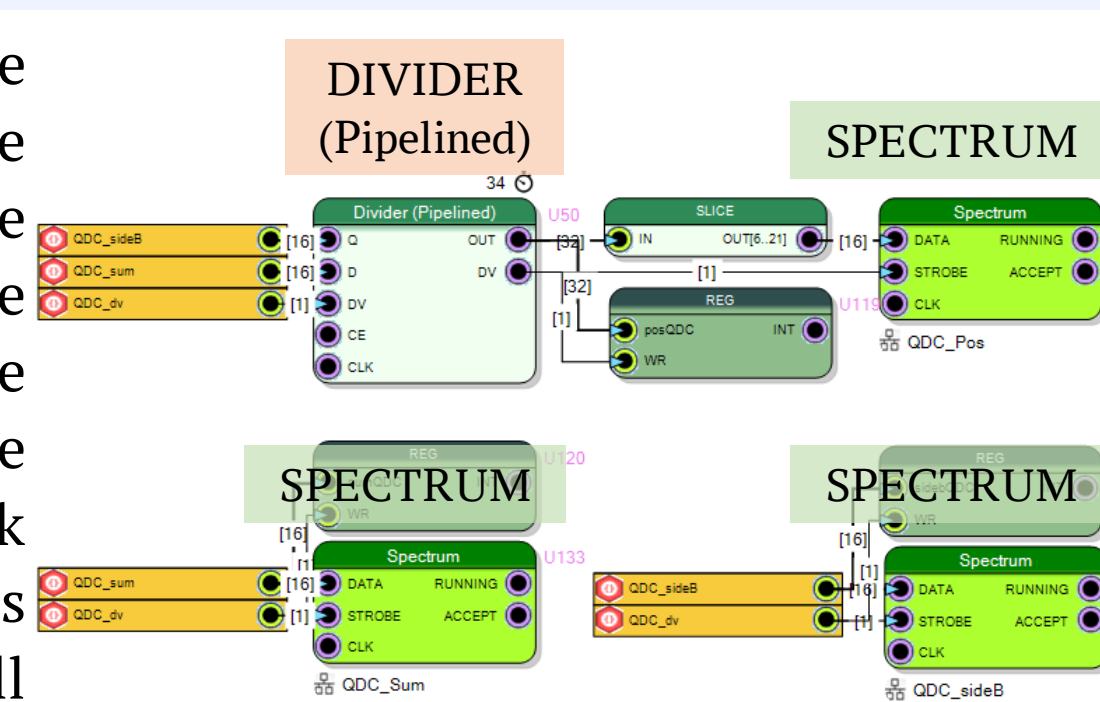 e
e
e
e
e
e
k
s
ll
DIVIDER
(Pipelined)
SPECTRUM
34
Divider (Pipelined)
U50
Q
D
DV
CE
CLK
OUT
DV
QDC_sideB
QDC_sum
QDC_dv
[16]
[16]
[1]
[32]
[32]
[1]
[1]
SLICE
IN
OUT[6..21]
[16]
REG
U119
posQDC
INT
WR
Spectrum
DATA
RUNNING
STROBE
ACCEPT
CLK
QDC_Pos
SPECTRUM
REG
U120
WR
[16]
[1]
Spectrum
U133
QDC_sum
QDC_dv
[16]
[1]
DATA
RUNNING
STROBE
ACCEPT
CLK
QDC_Sum
SPECTRUM
REG
sidebQDC
WR
[16]
[1]
Spectrum
QDC_sideB
QDC_dv
[16]
[1]
DATA
RUNNING
STROBE
ACCEPT
CLK
QDC_sideB